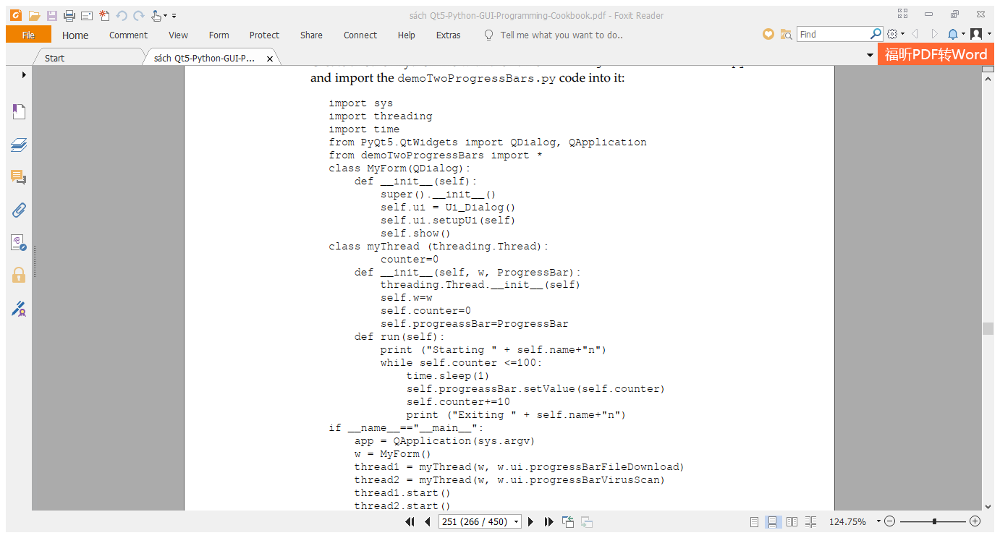 sách Qt5-Python-GUI-Programming-Cookbook.pdf - Foxit Reader
File Home Comment View Form Protect Share Connect Help Extras Tell me what you want to do.. Find
Start sách Qt5-Python-GUI-P... 福昕PDF转Word
and import the demoTwoProgressBars.py code into it:
import sys
import threading
import time
from PyQt5.QtWidgets import QDialog, QApplication
from demoTwoProgressBars import *
class MyForm(QDialog):
    def __init__(self):
        super().__init__()
        self.ui = Ui_Dialog()
        self.ui.setupUi(self)
        self.show()
class myThread (threading.Thread):
        counter=0
    def __init__(self, w, ProgressBar):
        threading.Thread.__init__(self)
        self.w=w
        self.counter=0
        self.progreassBar=ProgressBar
    def run(self):
        print ("Starting " + self.name+"n")
        while self.counter <=100:
            time.sleep(1)
            self.progreassBar.setValue(self.counter)
            self.counter+=10
            print ("Exiting " + self.name+"n")
if __name__=="__main__":
    app = QApplication(sys.argv)
    w = MyForm()
    thread1 = myThread(w, w.ui.progressBarFileDownload)
    thread2 = myThread(w, w.ui.progressBarVirusScan)
    thread1.start()
    thread2.start()
251 (266 / 450) 124.75%